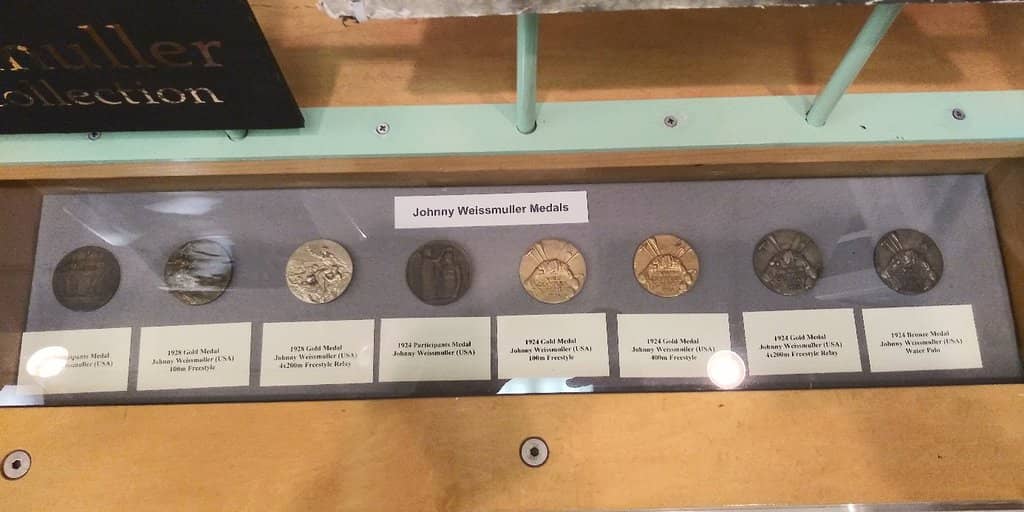 muller
ollection
Johnny Weissmuller Medals
Participants Medal
Weissmuller (USA)
1928 Gold Medal
Johnny Weissmuller (USA)
100m Freestyle
1928 Gold Medal
Johnny Weissmuller (USA)
4x200m Freestyle Relay
1924 Participants Medal
Johnny Weissmuller (USA)
1924 Gold Medal
Johnny Weissmuller (USA)
100m Freestyle
1924 Gold Medal
Johnny Weissmuller (USA)
400m Freestyle
1924 Gold Medal
Johnny Weissmuller (USA)
4x200m Freestyle Relay
1924 Bronze Medal
Johnny Weissmuller (USA)
Water Polo